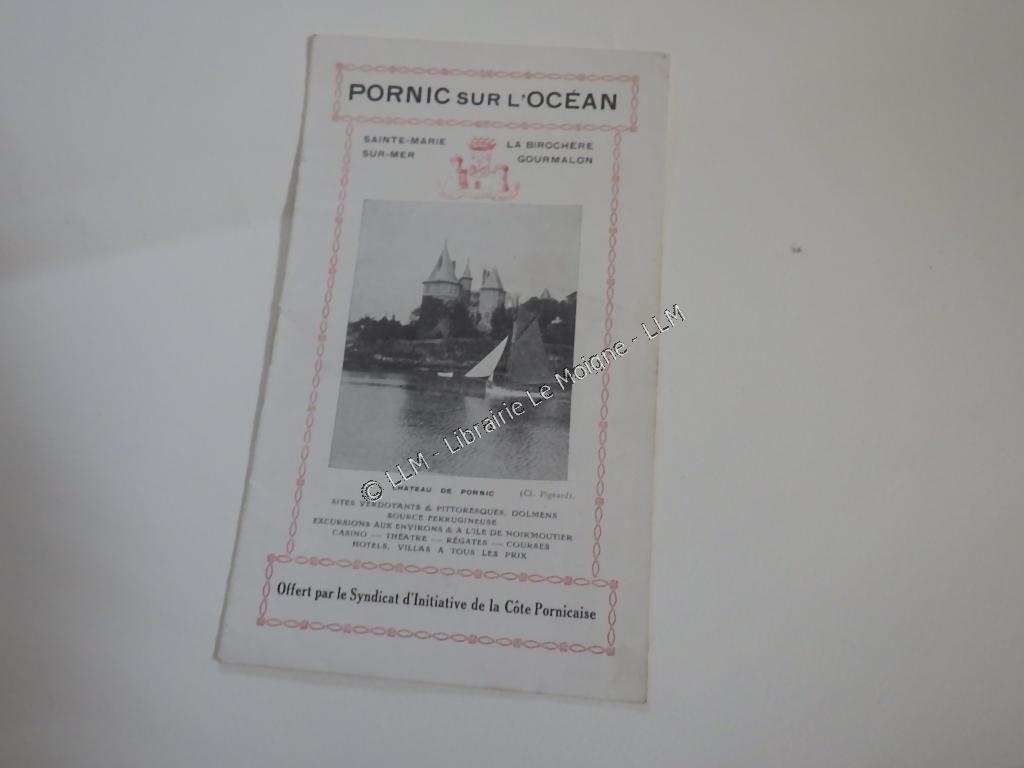 PORNIC SUR L'OCÉAN
SAINTE-MARIE
SUR-MER
LA BIROCHÈRE
GOURMALON
CHATEAU DE PORNIC
(Cl. Pigeard).
SITES VERDOYANTS & PITTORESQUES, DOLMENS
SOURCE FERRUGINEUSE
EXCURSIONS AUX ENVIRONS & A L'ILE DE NOIRMOUTIER
CASINO — THÉATRE — RÉGATES — COURSES
HOTELS, VILLAS A TOUS LES PRIX
Offert par le Syndicat d'Initiative de la Côte Pornicaise
© LLM - Librairie Le Moigne - LLM